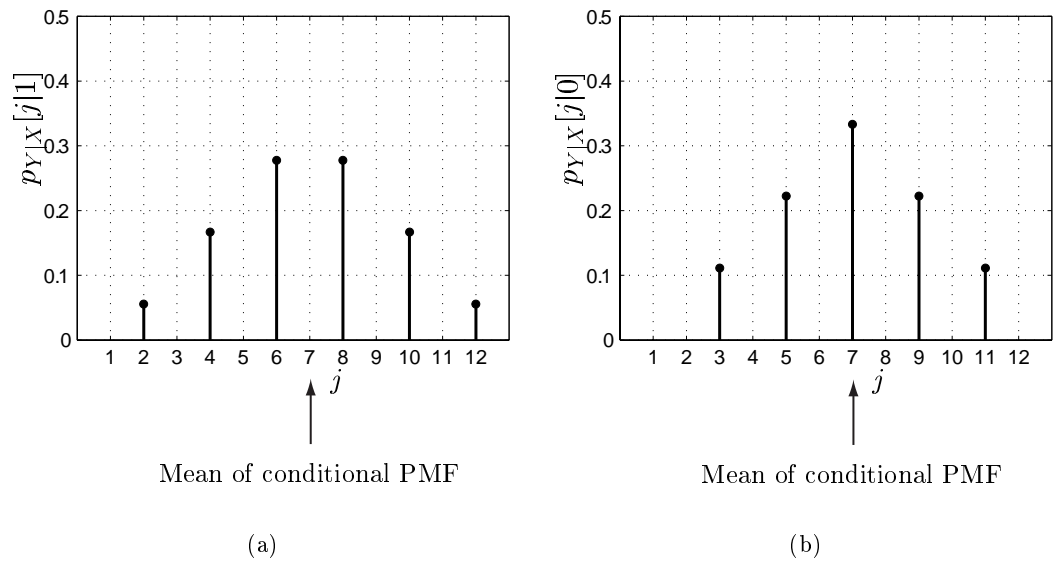 0.5
0.4
0.3
0.2
0.1
0
p_{Y|X}[j|1]
1 2 3 4 5 6 7 8 9 10 11 12
j
Mean of conditional PMF
(a)
0.5
0.4
0.3
0.2
0.1
0
p_{Y|X}[j|0]
1 2 3 4 5 6 7 8 9 10 11 12
j
Mean of conditional PMF
(b)